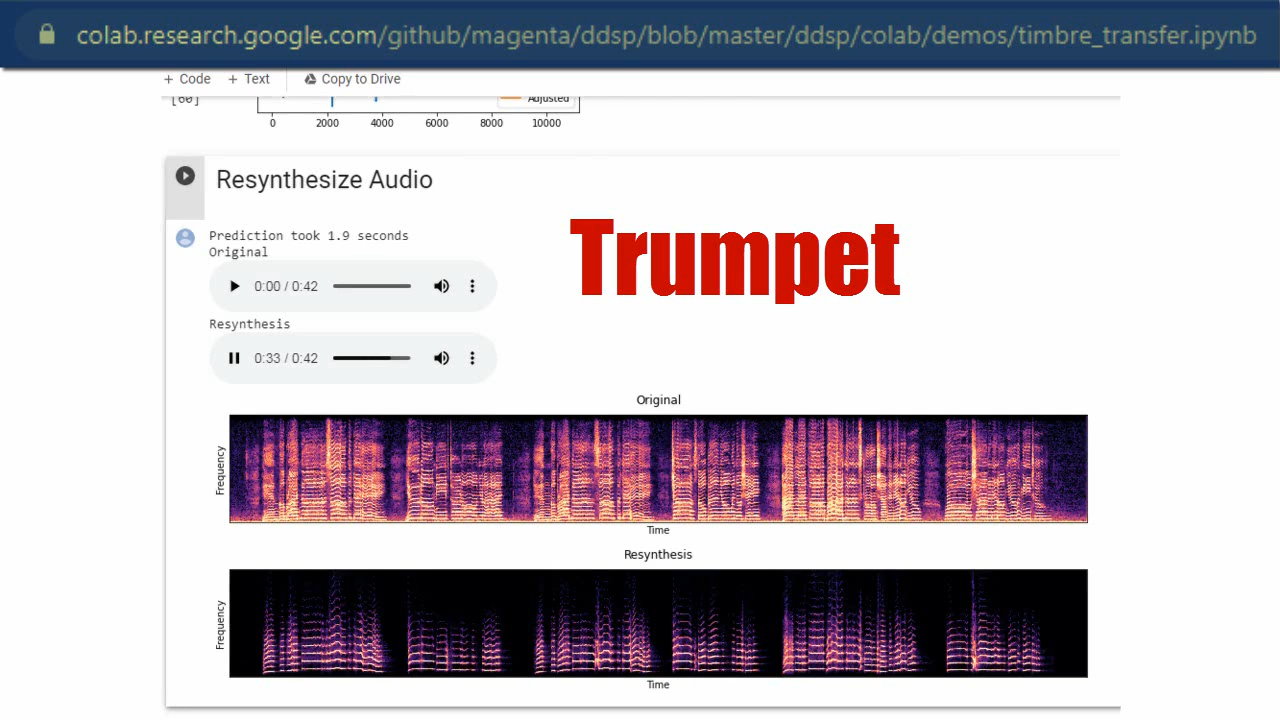 colab.research.google.com/github/magenta/ddsp/blob/master/ddsp/colab/demos/timbre_transfer.ipynb
+ Code + Text Copy to Drive
[60]
Adjusted
0 2000 4000 6000 8000 10000
Resynthesize Audio
Prediction took 1.9 seconds
Original
Trumpet
0:00 / 0:42
Resynthesis
0:33 / 0:42
Original
Frequency
Time
Resynthesis
Frequency
Time